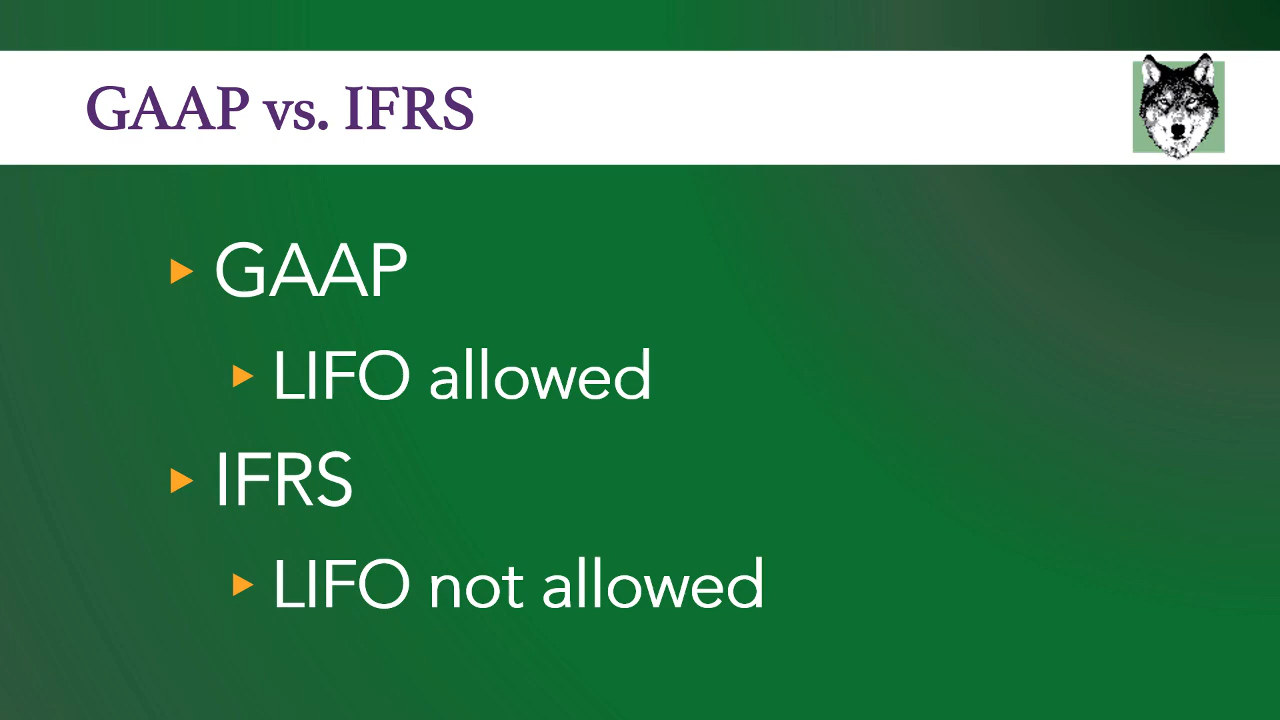 GAAP vs. IFRS
GAAP
LIFO allowed
IFRS
LIFO not allowed